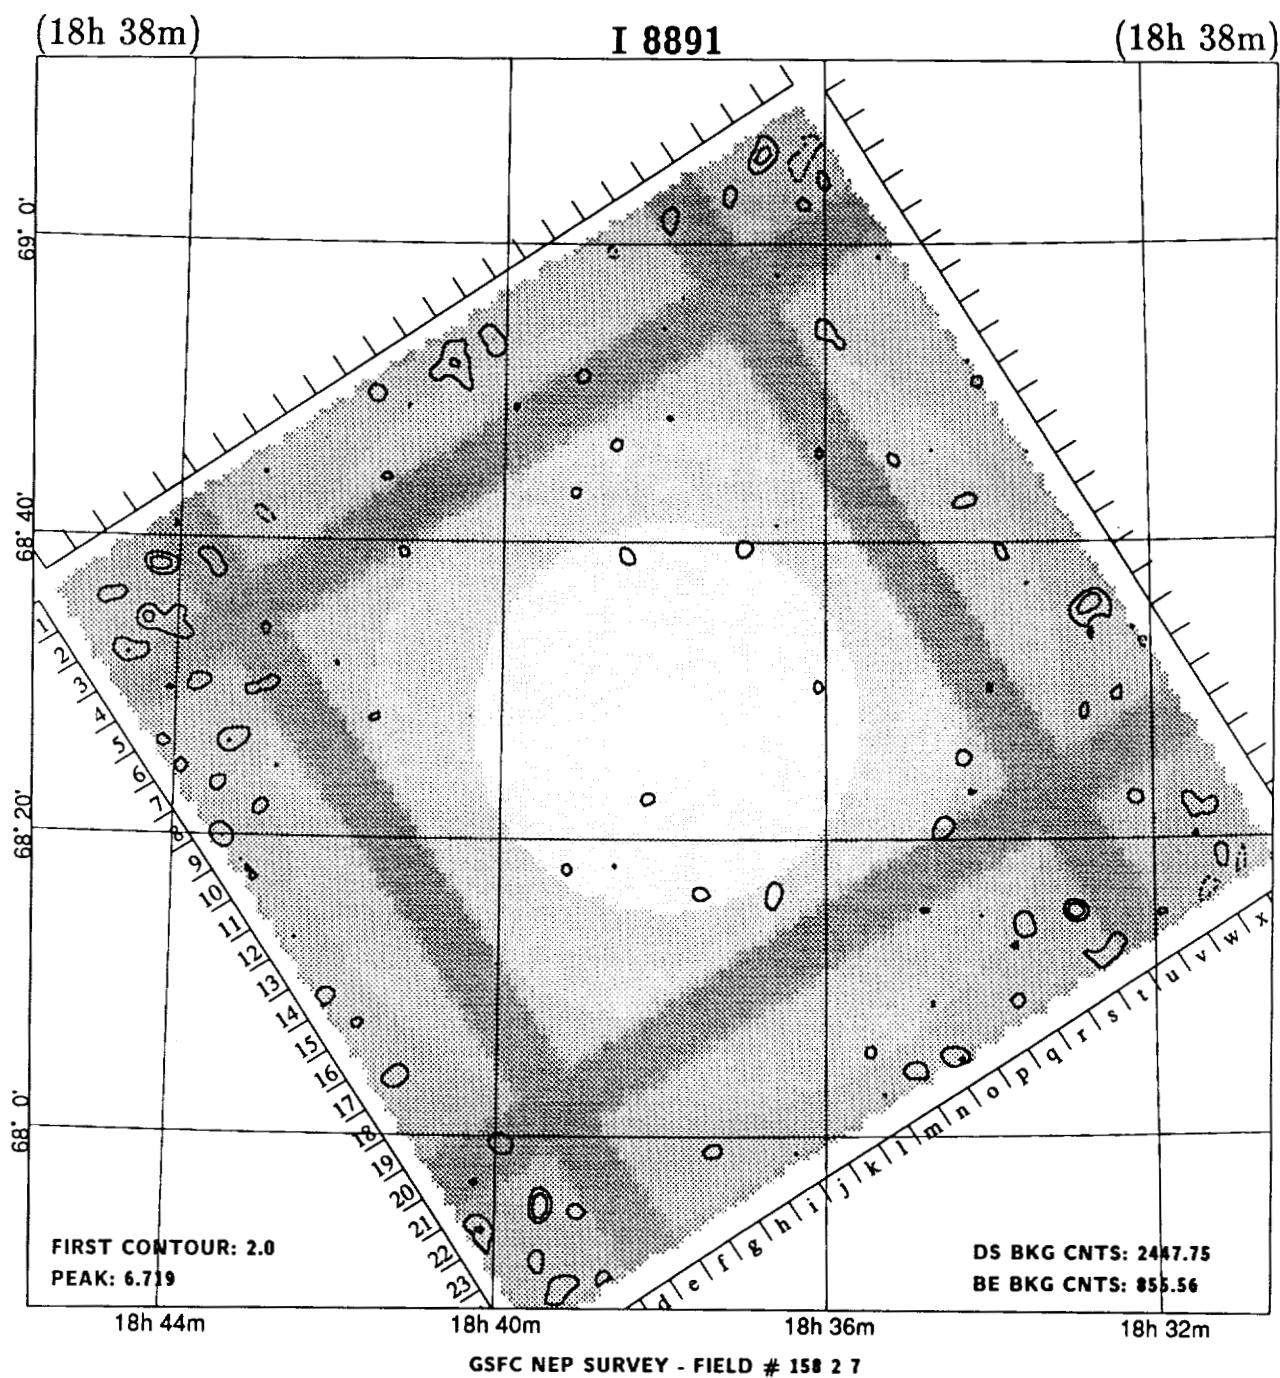 (18h 38m) I 8891 (18h 38m)
69° 0'
68° 40'
68° 20'
68° 0'
1 2 3 4 5 6 7 8 9 10 11 12 13 14 15 16 17 18 19 20 21 22 23
d e f g h i j k l m n o p q r s t u v w x
FIRST CONTOUR: 2.0
PEAK: 6.719
DS BKG CNTS: 2447.75
BE BKG CNTS: 855.56
18h 44m 18h 40m 18h 36m 18h 32m
GSFC NEP SURVEY - FIELD # 158 2 7